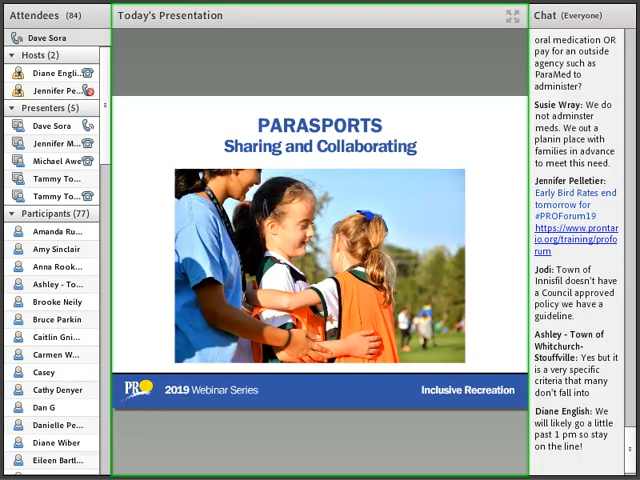 Attendees (84)
Dave Sora
Hosts (2)
Diane Engli...
Jennifer Pe...
Presenters (5)
Dave Sora
Jennifer M...
Michael Awe
Tammy To...
Tammy To...
Participants (77)
Amanda Ru...
Amy Sinclair
Anna Rook...
Ashley - To...
Brooke Neily
Bruce Parkin
Caitlin Gni...
Carmen W...
Casey
Cathy Denyer
Dan G
Danielle Pe...
Diane Wiber
Eileen Bartl...
Today's Presentation
PARASPORTS
Sharing and Collaborating
PRO
2019 Webinar Series
Inclusive Recreation
Chat (Everyone)
oral medication OR
pay for an outside
agency such as
ParaMed to
administer?
Susie Wray: We do
not adminster
meds. We out a
planin place with
families in advance
to meet this need.
Jennifer Pelletier:
Early Bird Rates end
tomorrow for
#PROForum19
https://www.prontar
io.org/training/profo
rum
Jodi: Town of
Innisfil doesn't have
a Council approved
policy we have a
guideline.
Ashley - Town of
Whitchurch-
Stouffville: Yes but it
is a very specific
criteria that many
don't fall into
Diane English: We
will likely go a little
past 1 pm so stay
on the line!